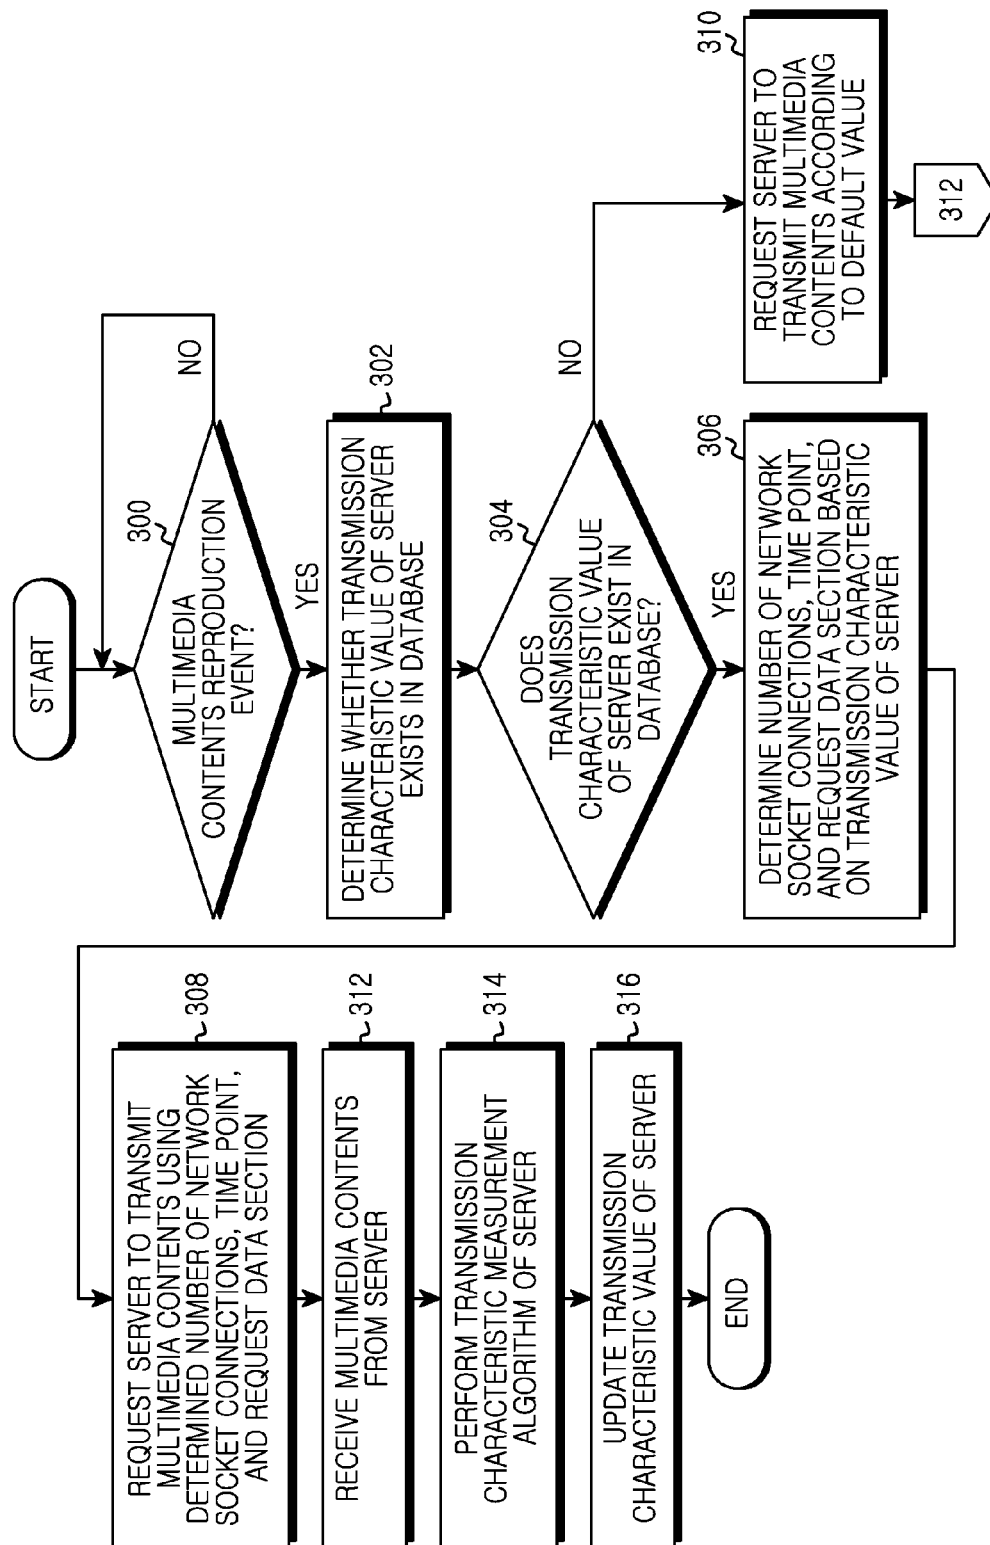 START
300
MULTIMEDIA
CONTENTS REPRODUCTION
EVENT?
NO
YES
302
DETERMINE WHETHER TRANSMISSION
CHARACTERISTIC VALUE OF SERVER
EXISTS IN DATABASE
304
DOES
TRANSMISSION
CHARACTERISTIC VALUE
OF SERVER EXIST IN
DATABASE?
NO
YES
306
DETERMINE NUMBER OF NETWORK
SOCKET CONNECTIONS, TIME POINT,
AND REQUEST DATA SECTION BASED
ON TRANSMISSION CHARACTERISTIC
VALUE OF SERVER
310
REQUEST SERVER TO
TRANSMIT MULTIMEDIA
CONTENTS ACCORDING
TO DEFAULT VALUE
312
308
REQUEST SERVER TO TRANSMIT
MULTIMEDIA CONTENTS USING
DETERMINED NUMBER OF NETWORK
SOCKET CONNECTIONS, TIME POINT,
AND REQUEST DATA SECTION
312
RECEIVE MULTIMEDIA CONTENTS
FROM SERVER
314
PERFORM TRANSMISSION
CHARACTERISTIC MEASUREMENT
ALGORITHM OF SERVER
316
UPDATE TRANSMISSION
CHARACTERISTIC VALUE OF SERVER
END